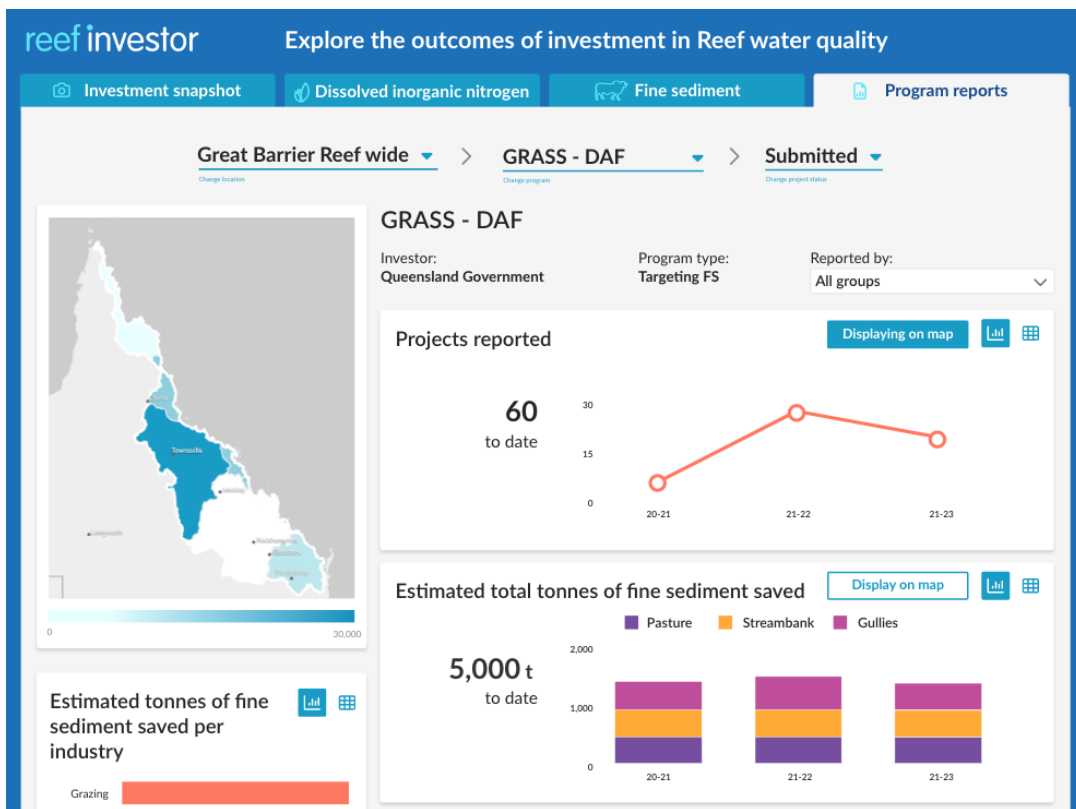 reef investor
Explore the outcomes of investment in Reef water quality
Investment snapshot
Dissolved inorganic nitrogen
Fine sediment
Program reports
Great Barrier Reef wide
GRASS - DAF
Submitted
Change location
Change program
Change project status
GRASS - DAF
Investor:
Queensland Government
Program type:
Targeting FS
Reported by:
All groups
Townsville
0
30,000
Projects reported
Displaying on map
60
to date
30
15
0
20-21
21-22
21-23
Estimated total tonnes of fine sediment saved
Display on map
Pasture
Streambank
Gullies
5,000 t
to date
2,000
1,000
0
20-21
21-22
21-23
Estimated tonnes of fine
sediment saved per
industry
Grazing